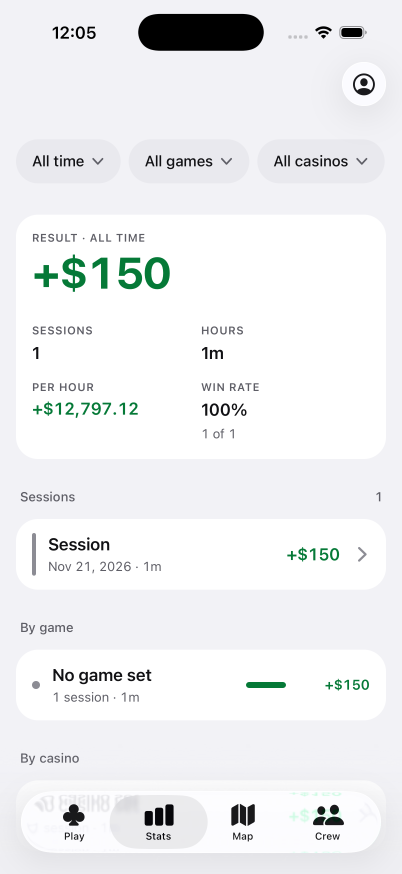 12:05
All time
All games
All casinos
RESULT · ALL TIME
+$150
SESSIONS
HOURS
1
1m
PER HOUR
WIN RATE
+$12,797.12
100%
1 of 1
Sessions
1
Session
Nov 21, 2026 · 1m
+$150
By game
No game set
1 session · 1m
+$150
By casino
Play
Stats
Map
Crew